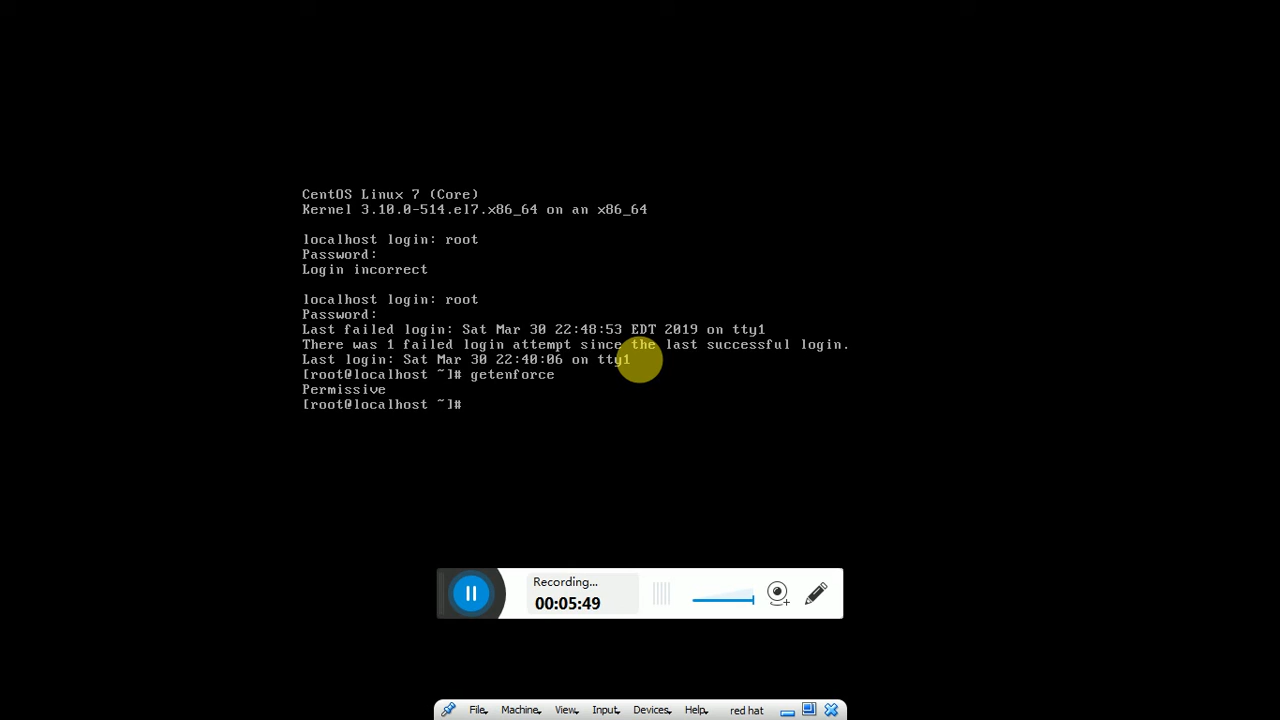 CentOS Linux 7 (Core)
Kernel 3.10.0-514.el7.x86_64 on an x86_64
localhost login: root
Password:
Login incorrect
localhost login: root
Password:
Last failed login: Sat Mar 30 22:48:53 EDT 2019 on tty1
There was 1 failed login attempt since the last successful login.
Last login: Sat Mar 30 22:40:06 on tty1
[root@localhost ~]# getenforce
Permissive
[root@localhost ~]#
Recording...
00:05:49
File Machine View Input Devices Help red hat